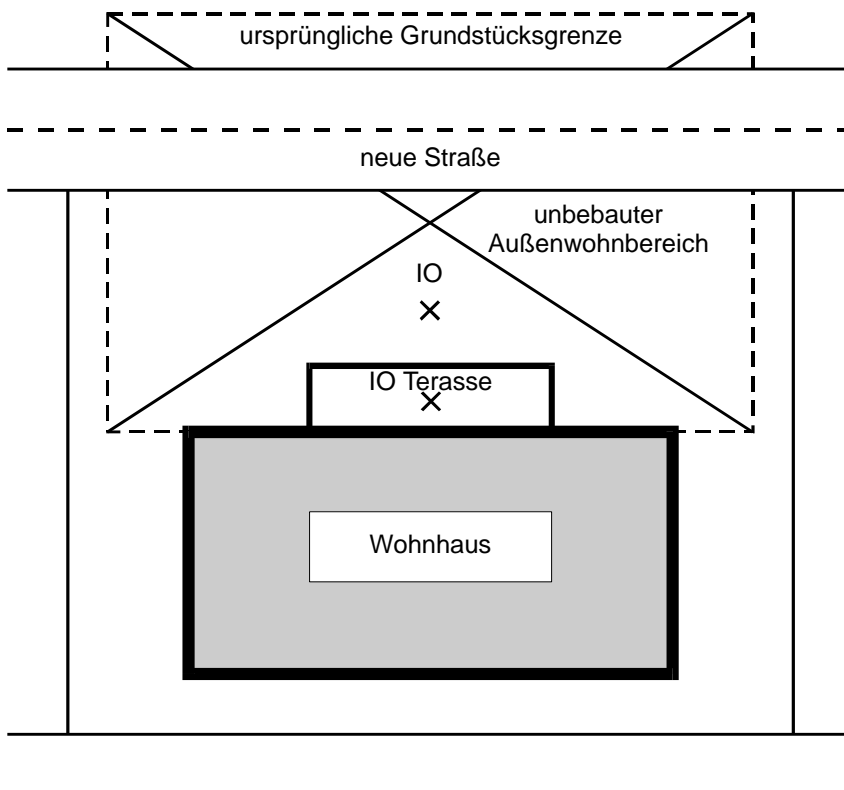 ursprüngliche Grundstücksgrenze
neue Straße
unbebauter
Außenwohnbereich
IO
IO Terasse
Wohnhaus